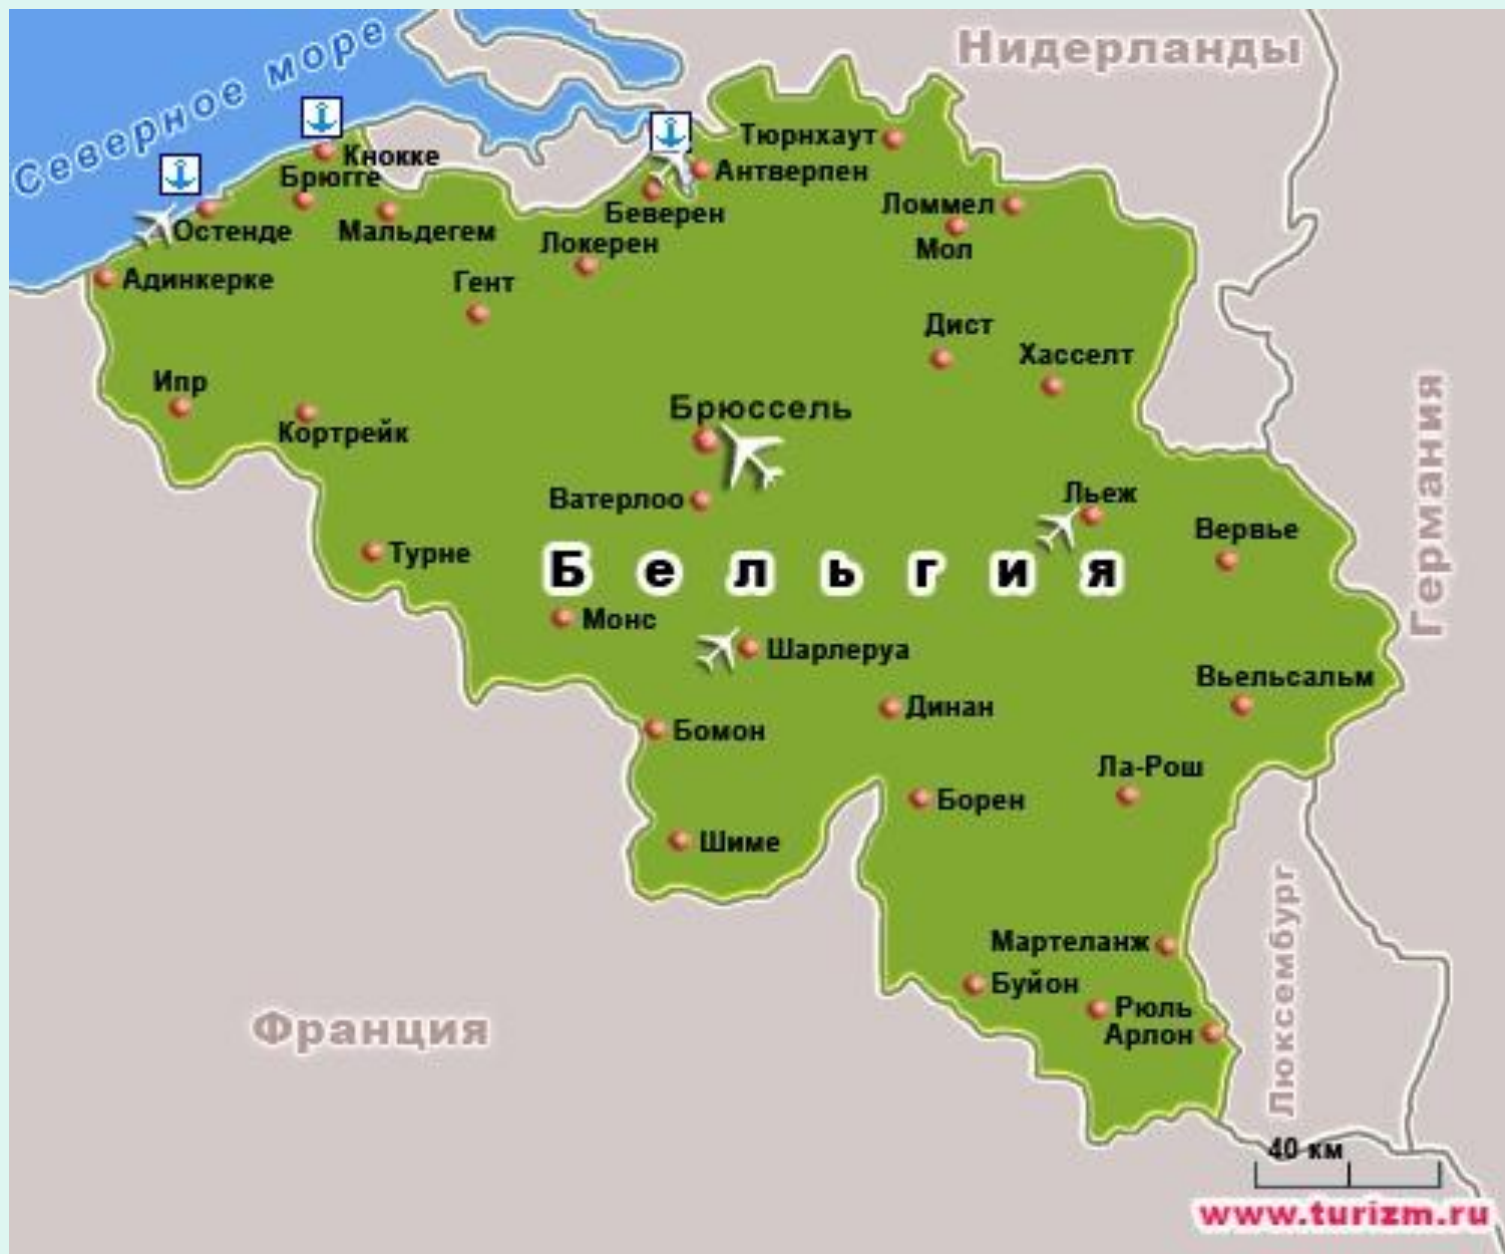 Северное море
Нидерланды
Кнокке
Брюгге
Остенде
Мальдегем
Адинкерке
Тюрнхаут
Антверпен
Беверен
Ломмел
Мол
Локерен
Гент
Дист
Хасселт
Ипр
Кортрейк
Брюссель
Ватерлоо
Льеж
Вервье
Германия
Турне
Бельгия
Монс
Шарлеруа
Вьельсальм
Динан
Бомон
Ла-Рош
Борен
Шиме
Мартеланж
Буйон
Рюль
Арлон
Франция
Люксембург
40 км
www.turizm.ru